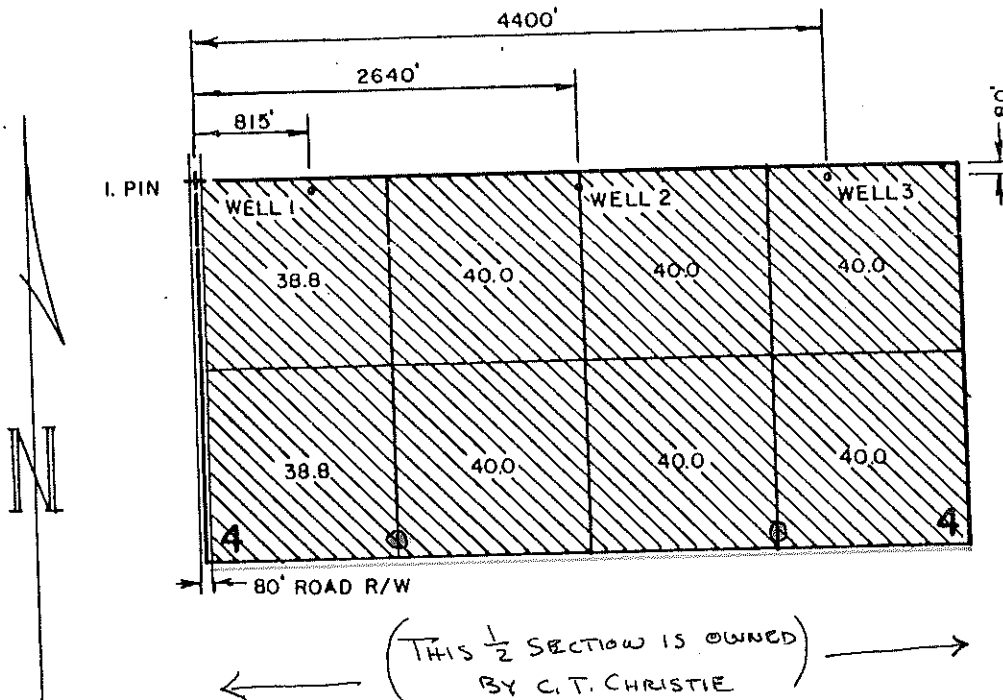 4400'
2640'
815'
I. PIN
WELL 1
WELL 2
WELL 3
38.8
40.0
40.0
40.0
N
38.8
40.0
40.0
40.0
4
4
80' ROAD R/W
(THIS 1/2 SECTION IS OWNED
BY C.T. CHRISTIE)